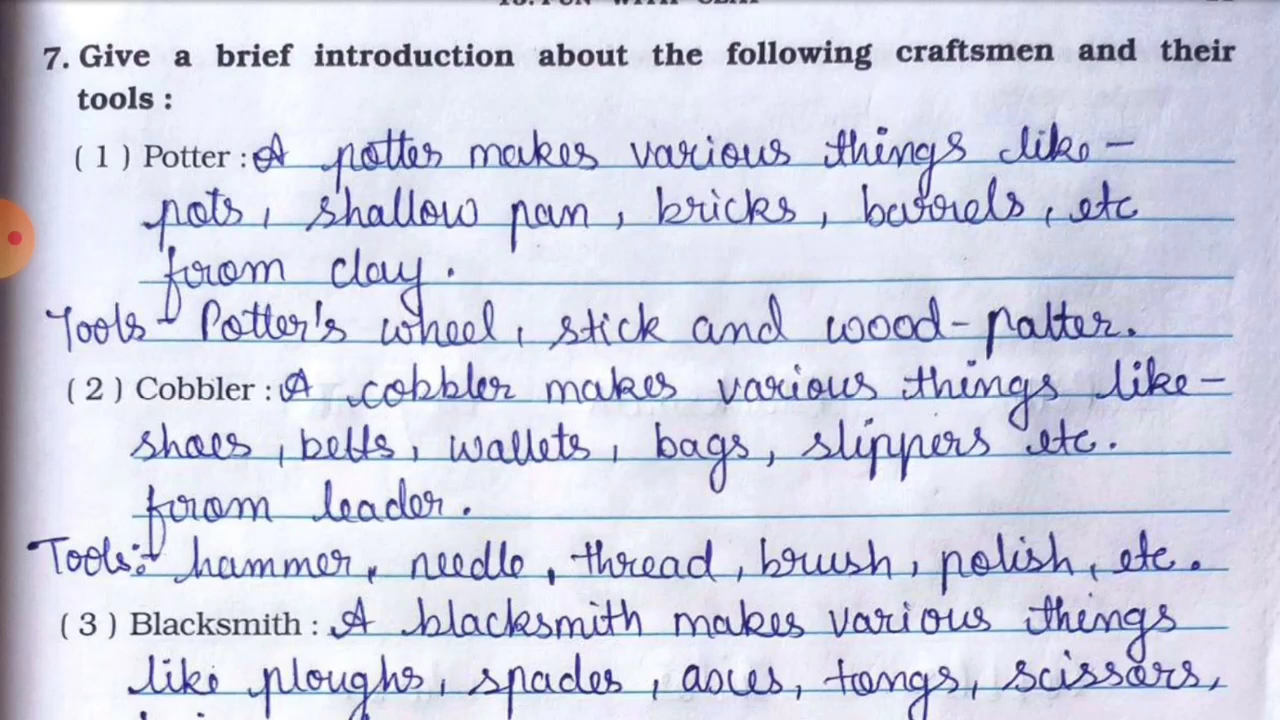 7. Give a brief introduction about the following craftsmen and their
tools :
( 1 ) Potter : A potter makes various things like -
pots, shallow pan, bricks, barrels, etc
from clay.
Tools - Potter's wheel, stick and wood-patter.
( 2 ) Cobbler : A cobbler makes various things like -
shoes, belts, wallets, bags, slippers etc.
from leader.
Tools:- hammer, needle, thread, brush, polish, etc.
( 3 ) Blacksmith : A blacksmith makes various things
like ploughs, spades, axes, tongs, scissors,